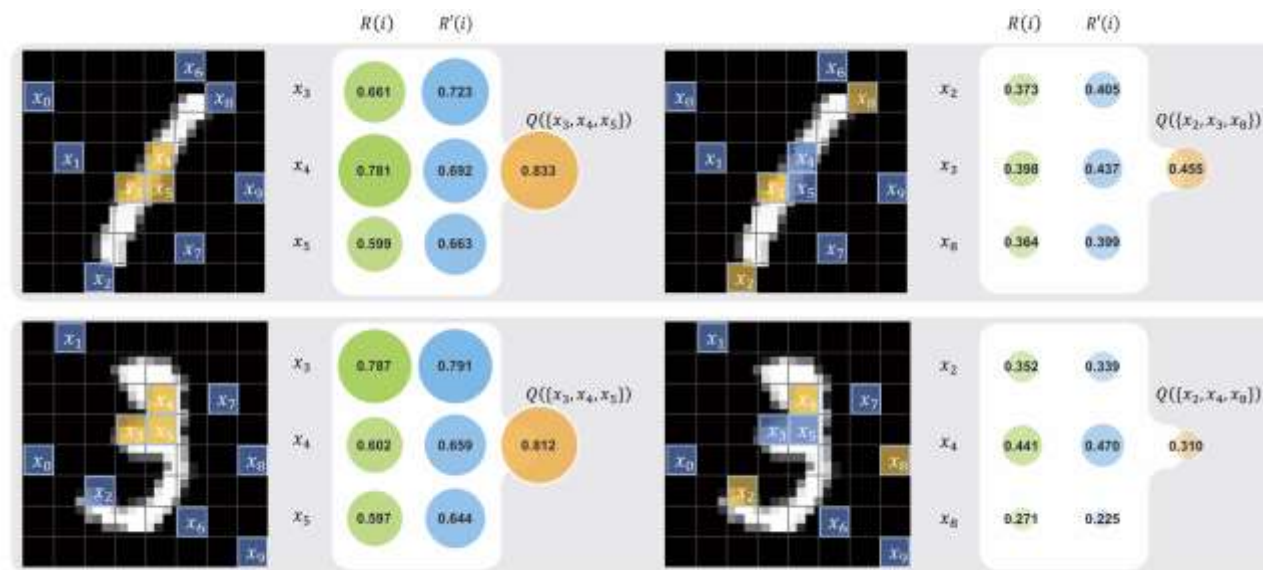 R(i) R'(i) R(i) R'(i)
x6 x6
x0 x8 x3 0.661 0.723 x0 x8 x2 0.373 0.405
Q({x3, x4, x5}) Q({x2, x3, x8})
x1 x4 x4 0.781 0.692 0.833 x1 x4 x3 0.398 0.437 0.455
x3 x5 x9 x3 x5 x9
x7 x5 0.599 0.663 x7 x8 0.364 0.399
x2 x2
x1 x1
x3 0.787 0.791 x2 0.352 0.339
x4 x7 Q({x3, x4, x5}) x4 x7 Q({x2, x4, x8})
x3 x5 x4 0.602 0.659 0.812 x3 x5 x4 0.441 0.470 0.310
x0 x8 x0 x8
x2 x2
x6 x5 0.597 0.644 x6 x8 0.271 0.225
x9 x9